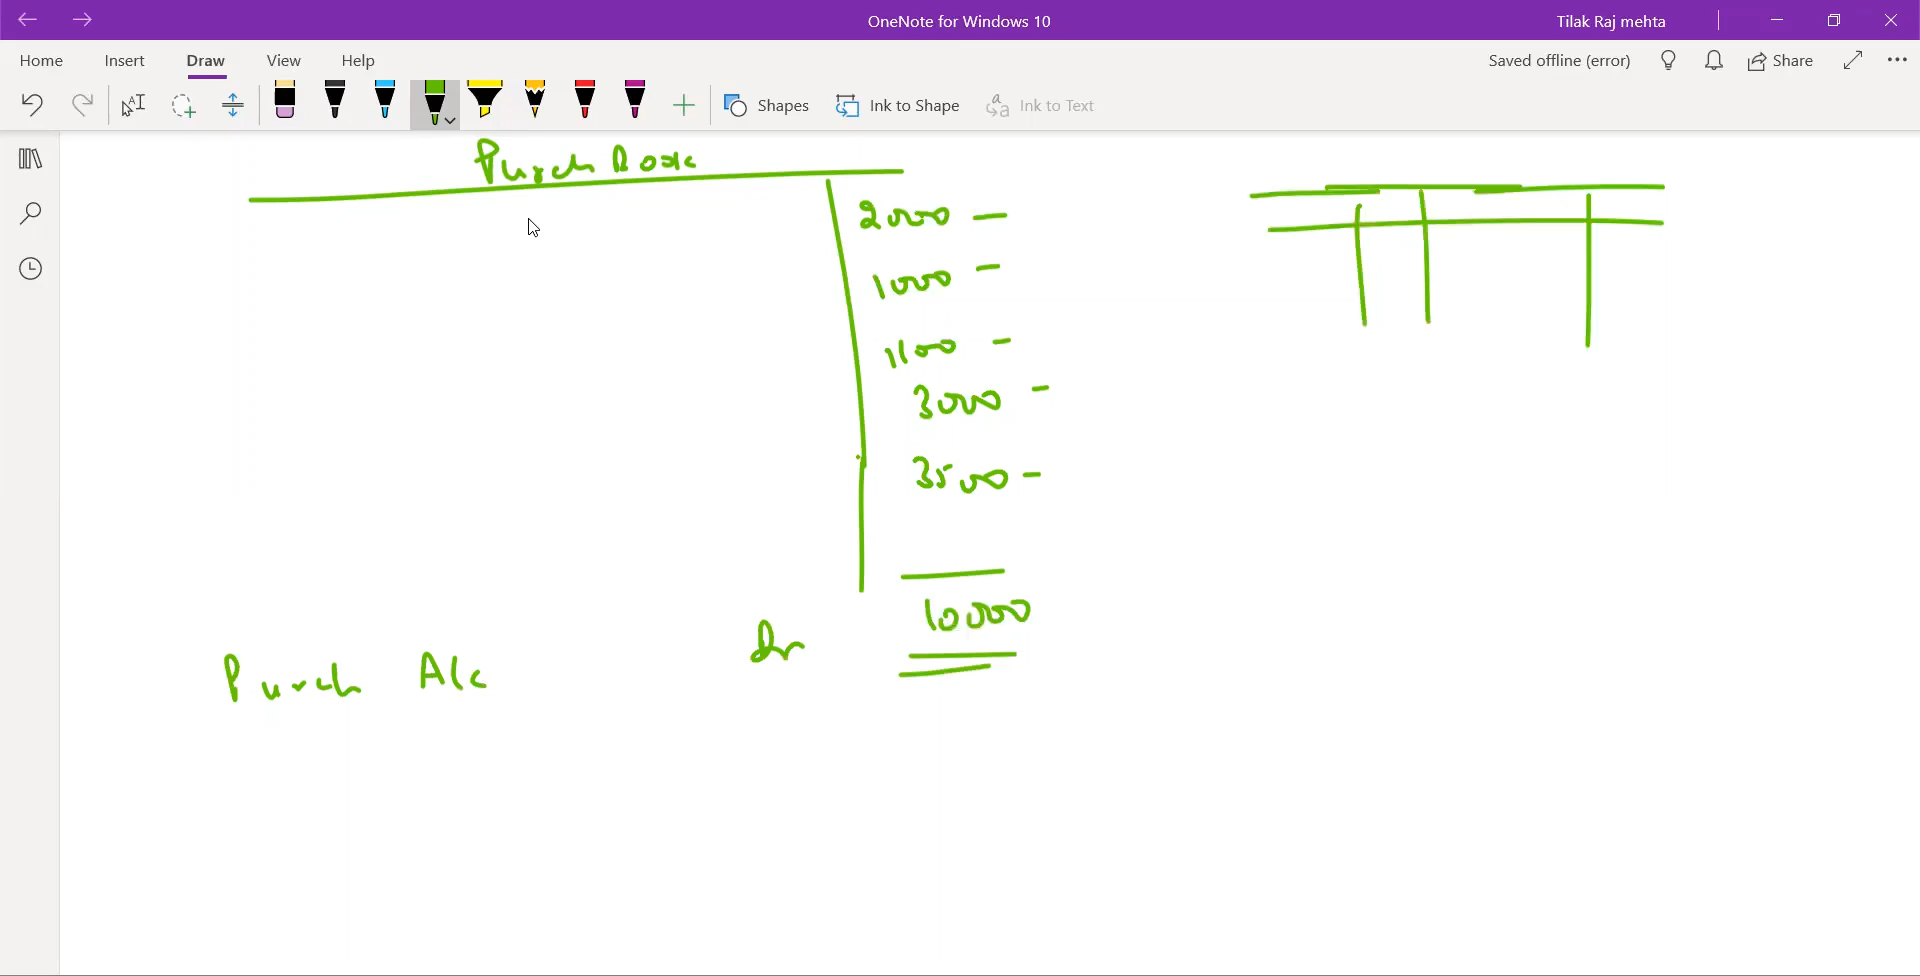 OneNote for Windows 10
Tilak Raj mehta
Home Insert Draw View Help
Saved offline (error) Share
Shapes Ink to Shape Ink to Text
Purch Book
2000 -
1000 -
1100 -
3000 -
3500 -
10000
Purch A/c Dr